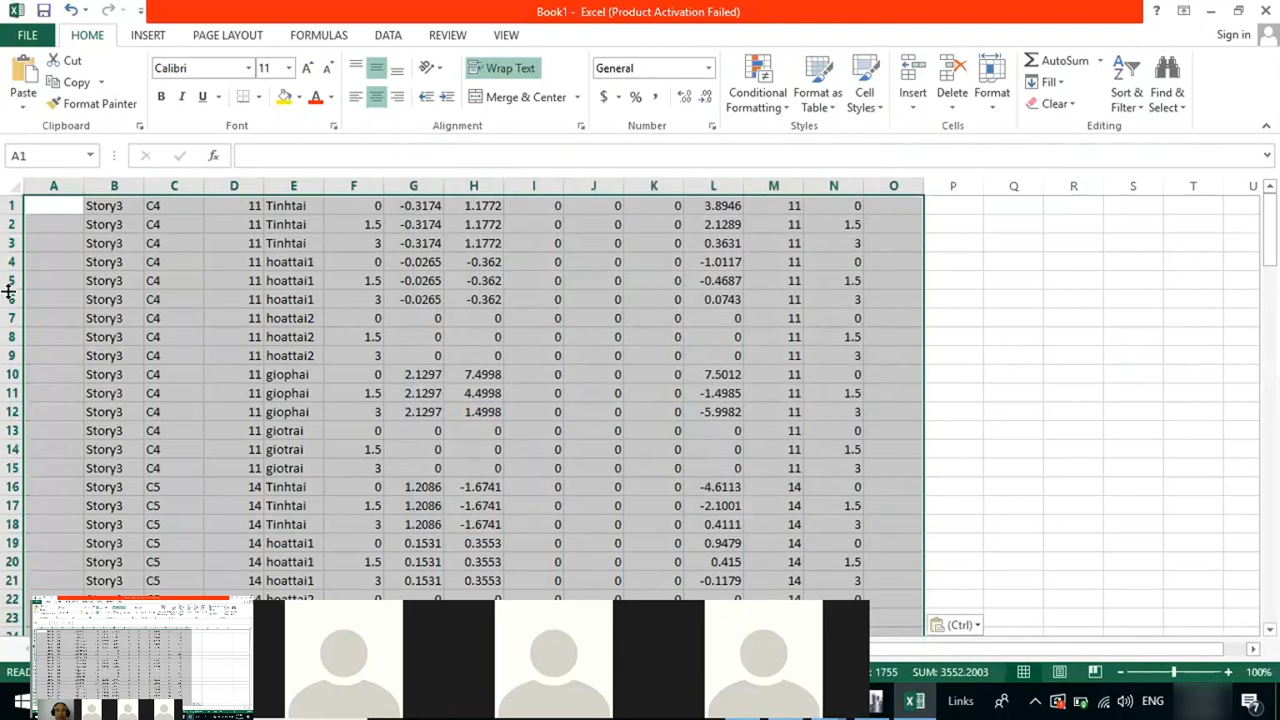 Book1 - Excel (Product Activation Failed)
?
FILE HOME INSERT PAGE LAYOUT FORMULAS DATA REVIEW VIEW Sign in
Paste
Cut
Copy
Format Painter
Clipboard
Calibri 11
B I U
Font
Wrap Text
Merge & Center
Alignment
General
$ % ,
Number
Conditional Formatting
Format as Table
Cell Styles
Styles
Insert
Delete
Format
Cells
AutoSum
Fill
Clear
Sort & Filter
Find & Select
Editing
A1
A B C D E F G H I J K L M N O P Q R S T U
1 Story3 C4 11 Tinhtai 0 -0.3174 1.1772 0 0 0 3.8946 11 0
2 Story3 C4 11 Tinhtai 1.5 -0.3174 1.1772 0 0 0 2.1289 11 1.5
3 Story3 C4 11 Tinhtai 3 -0.3174 1.1772 0 0 0 0.3631 11 3
4 Story3 C4 11 hoattai1 0 -0.0265 -0.362 0 0 0 -1.0117 11 0
5 Story3 C4 11 hoattai1 1.5 -0.0265 -0.362 0 0 0 -0.4687 11 1.5
6 Story3 C4 11 hoattai1 3 -0.0265 -0.362 0 0 0 0.0743 11 3
7 Story3 C4 11 hoattai2 0 0 0 0 0 0 0 11 0
8 Story3 C4 11 hoattai2 1.5 0 0 0 0 0 0 11 1.5
9 Story3 C4 11 hoattai2 3 0 0 0 0 0 0 11 3
10 Story3 C4 11 giophai 0 2.1297 7.4998 0 0 0 7.5012 11 0
11 Story3 C4 11 giophai 1.5 2.1297 4.4998 0 0 0 -1.4985 11 1.5
12 Story3 C4 11 giophai 3 2.1297 1.4998 0 0 0 -5.9982 11 3
13 Story3 C4 11 giotrai 0 0 0 0 0 0 0 11 0
14 Story3 C4 11 giotrai 1.5 0 0 0 0 0 0 11 1.5
15 Story3 C4 11 giotrai 3 0 0 0 0 0 0 11 3
16 Story3 C5 14 Tinhtai 0 1.2086 -1.6741 0 0 0 -4.6113 14 0
17 Story3 C5 14 Tinhtai 1.5 1.2086 -1.6741 0 0 0 -2.1001 14 1.5
18 Story3 C5 14 Tinhtai 3 1.2086 -1.6741 0 0 0 0.4111 14 3
19 Story3 C5 14 hoattai1 0 0.1531 0.3553 0 0 0 0.9479 14 0
20 Story3 C5 14 hoattai1 1.5 0.1531 0.3553 0 0 0 0.415 14 1.5
21 Story3 C5 14 hoattai1 3 0.1531 0.3553 0 0 0 -0.1179 14 3
22
23
(Ctrl)
1755 SUM: 3552.2003 100%
Links ENG 7